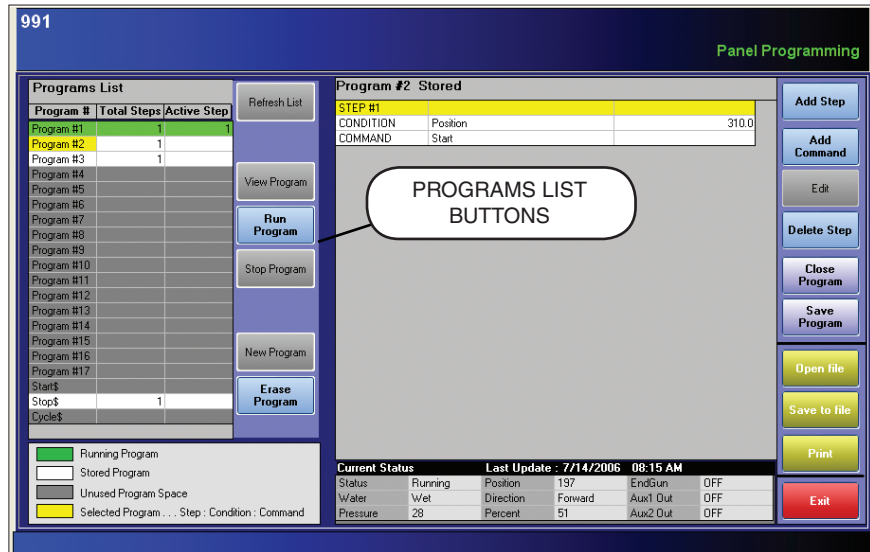 991
Panel Programming
Programs List
Program # Total Steps Active Step
Program #1 1 1
Program #2 1
Program #3 1
Program #4
Program #5
Program #6
Program #7
Program #8
Program #9
Program #10
Program #11
Program #12
Program #13
Program #14
Program #15
Program #16
Program #17
Start$
Stop$ 1
Cycle$
Running Program
Stored Program
Unused Program Space
Selected Program . . . Step : Condition : Command
Refresh List
View Program
Run
Program
Stop Program
New Program
Erase
Program
PROGRAMS LIST
BUTTONS
Program #2 Stored
STEP #1
CONDITION Position 310.0
COMMAND Start
Current Status Last Update : 7/14/2006 08:15 AM
Status Running Position 197 EndGun OFF
Water Wet Direction Forward Aux1 Out OFF
Pressure 28 Percent 51 Aux2 Out OFF
Add Step
Add
Command
Edit
Delete Step
Close
Program
Save
Program
Open file
Save to file
Print
Exit